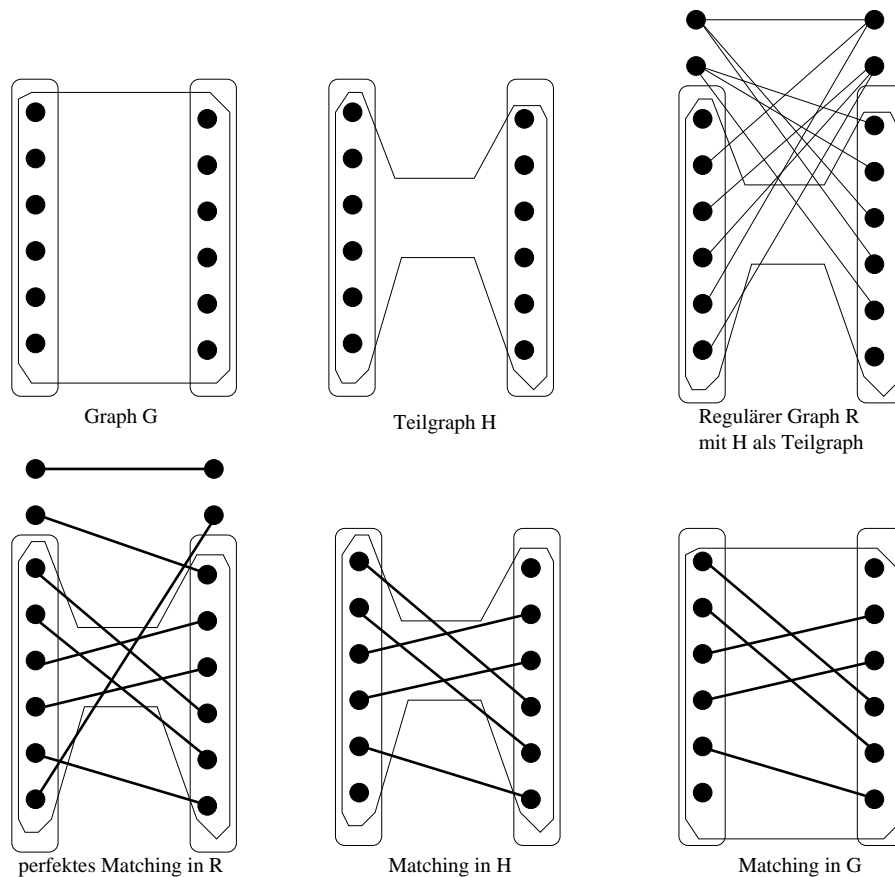 Graph G
Teilgraph H
Regulärer Graph R
mit H als Teilgraph
perfektes Matching in R
Matching in H
Matching in G